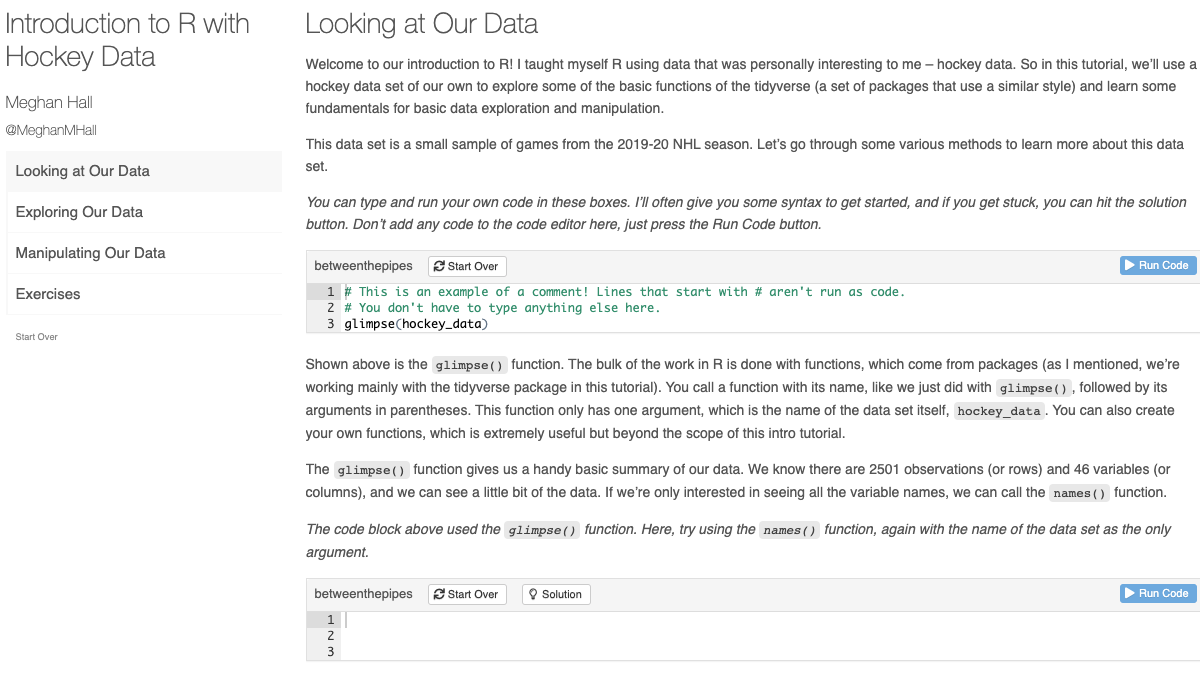 Introduction to R with
Hockey Data
Meghan Hall
@MeghanMHall
Looking at Our Data
Exploring Our Data
Manipulating Our Data
Exercises
Start Over
Looking at Our Data
Welcome to our introduction to R! I taught myself R using data that was personally interesting to me – hockey data. So in this tutorial, we’ll use a
hockey data set of our own to explore some of the basic functions of the tidyverse (a set of packages that use a similar style) and learn some
fundamentals for basic data exploration and manipulation.
This data set is a small sample of games from the 2019-20 NHL season. Let’s go through some various methods to learn more about this data
set.
You can type and run your own code in these boxes. I’ll often give you some syntax to get started, and if you get stuck, you can hit the solution
button. Don’t add any code to the code editor here, just press the Run Code button.
betweenthepipes Start Over Run Code
1 # This is an example of a comment! Lines that start with # aren't run as code.
2 # You don't have to type anything else here.
3 glimpse(hockey_data)
Shown above is the glimpse() function. The bulk of the work in R is done with functions, which come from packages (as I mentioned, we’re
working mainly with the tidyverse package in this tutorial). You call a function with its name, like we just did with glimpse(), followed by its
arguments in parentheses. This function only has one argument, which is the name of the data set itself, hockey_data. You can also create
your own functions, which is extremely useful but beyond the scope of this intro tutorial.
The glimpse() function gives us a handy basic summary of our data. We know there are 2501 observations (or rows) and 46 variables (or
columns), and we can see a little bit of the data. If we’re only interested in seeing all the variable names, we can call the names() function.
The code block above used the glimpse() function. Here, try using the names() function, again with the name of the data set as the only
argument.
betweenthepipes Start Over Solution Run Code
1
2
3